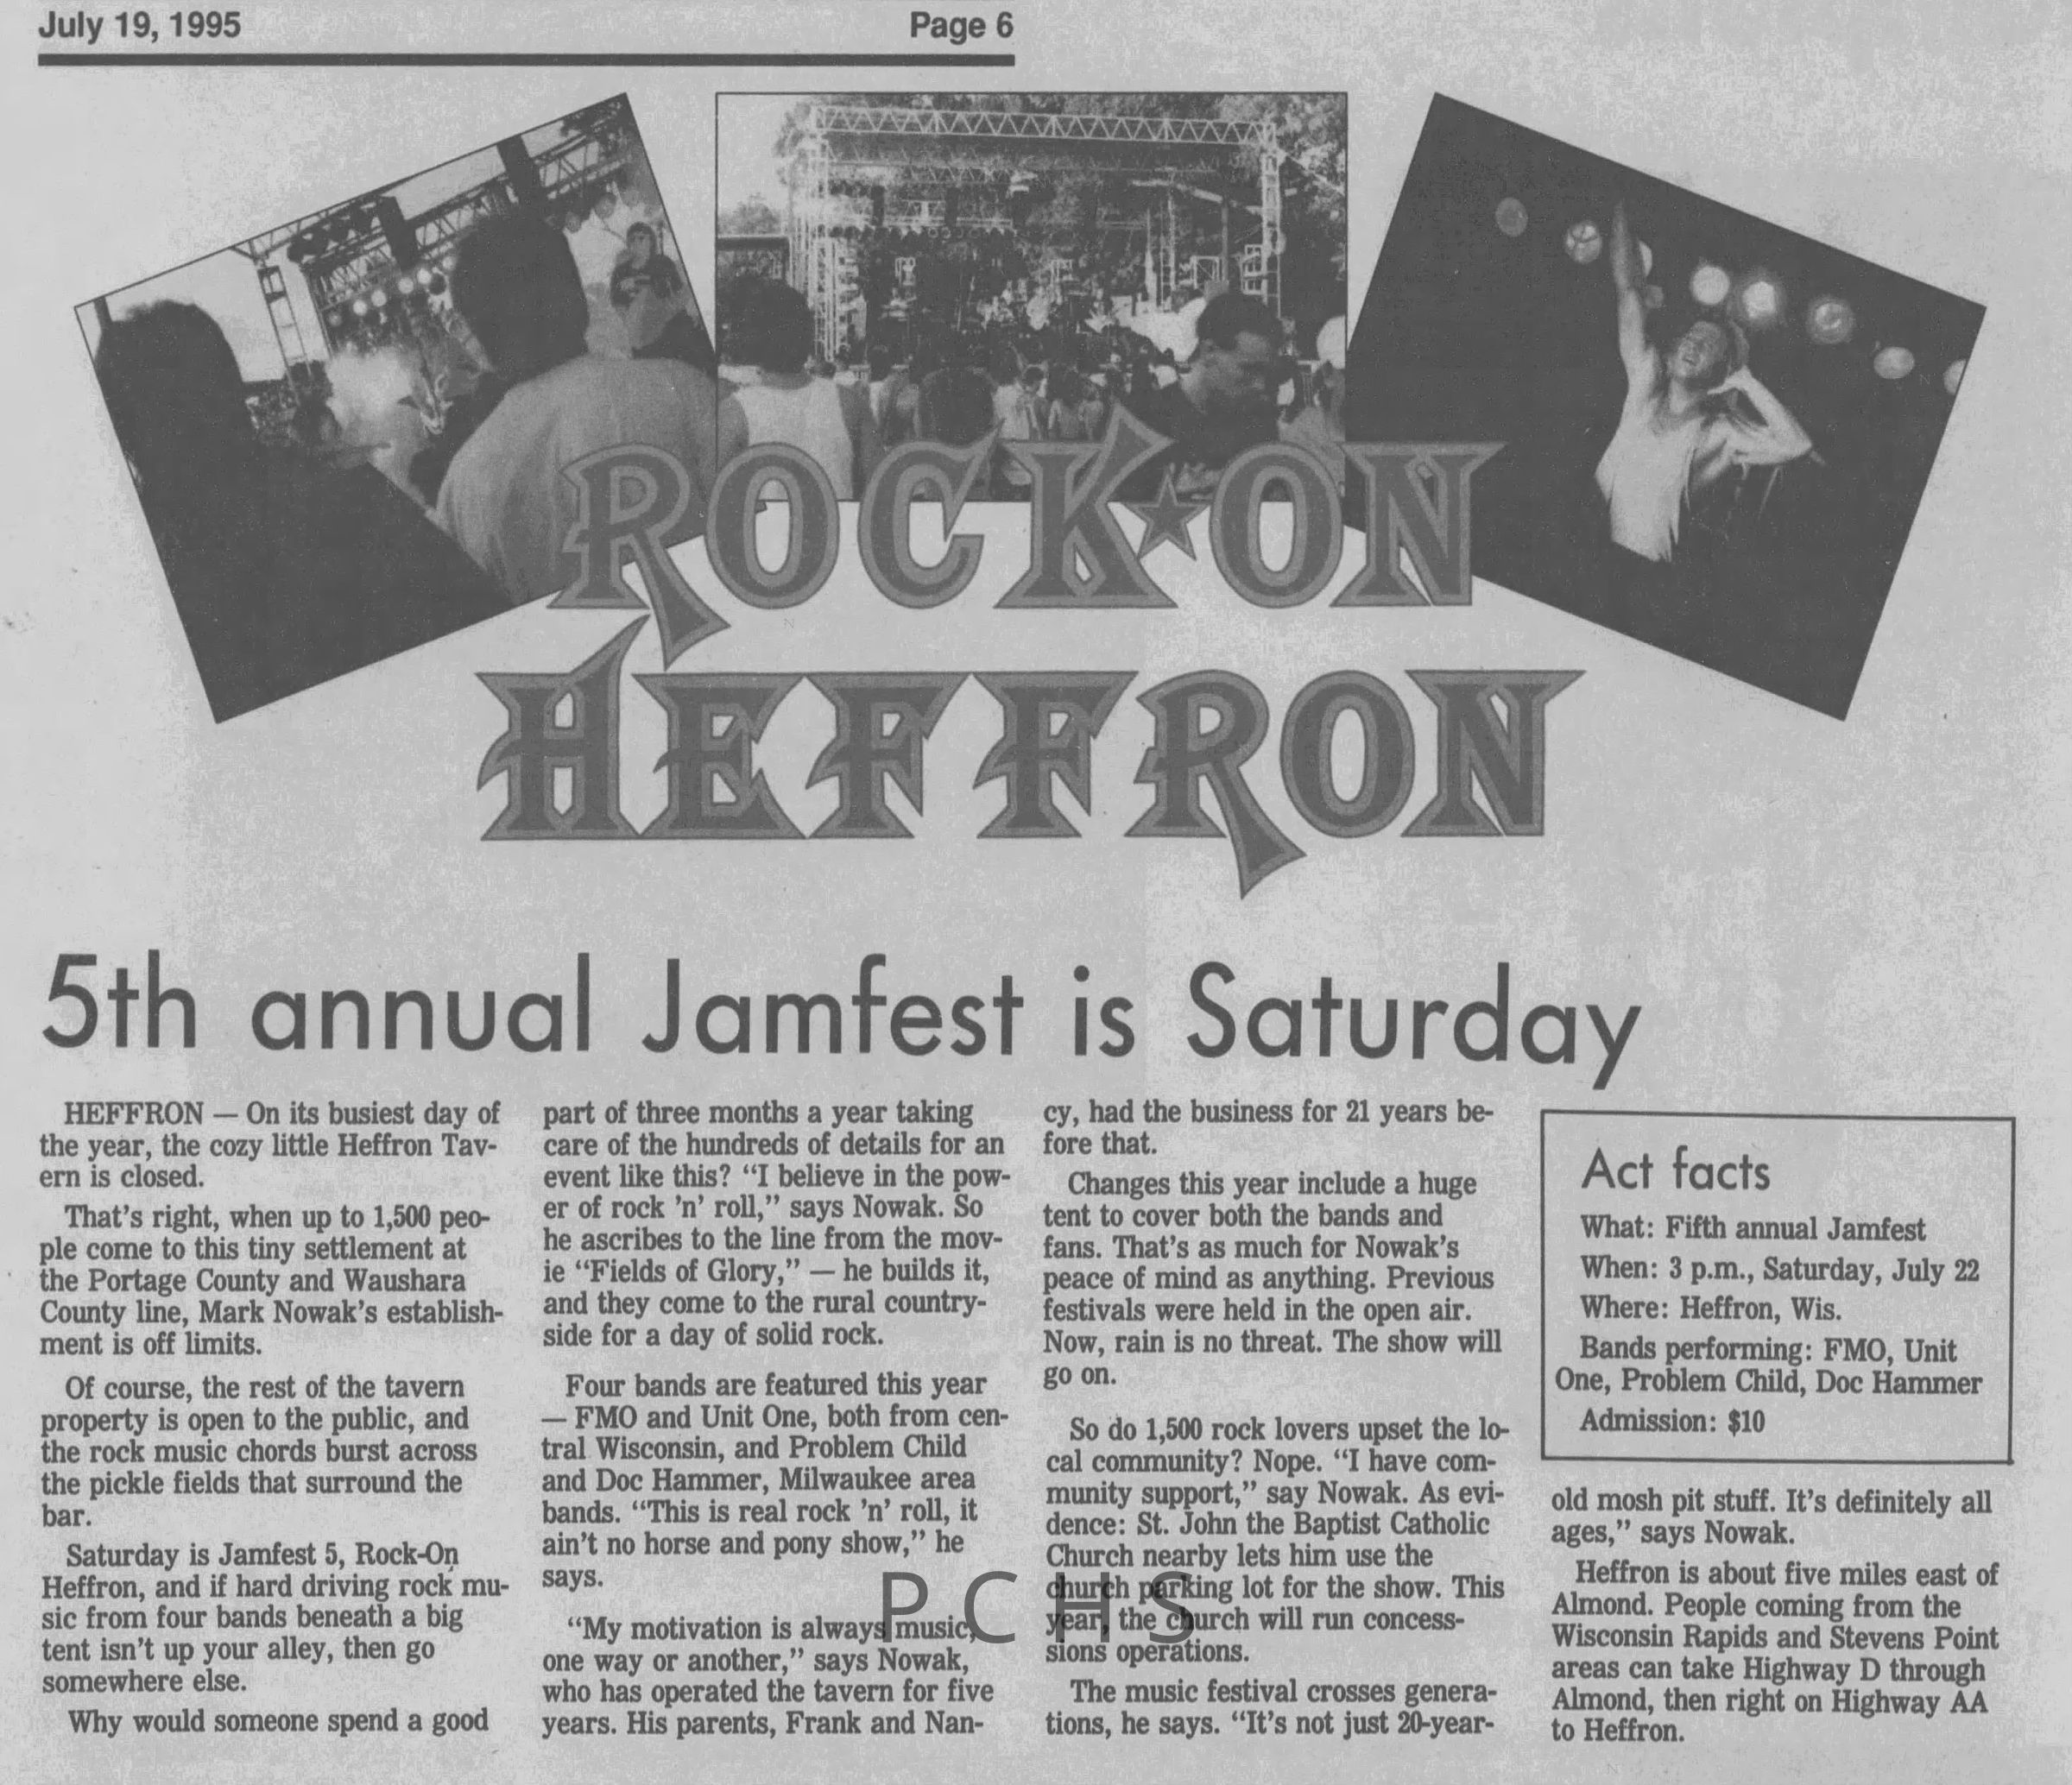 July 19, 1995 Page 6
ROCK★ON
HEFFRON
5th annual Jamfest is Saturday
HEFFRON — On its busiest day of
the year, the cozy little Heffron Tav-
ern is closed.
That's right, when up to 1,500 peo-
ple come to this tiny settlement at
the Portage County and Waushara
County line, Mark Nowak's establish-
ment is off limits.
Of course, the rest of the tavern
property is open to the public, and
the rock music chords burst across
the pickle fields that surround the
bar.
Saturday is Jamfest 5, Rock-On
Heffron, and if hard driving rock mu-
sic from four bands beneath a big
tent isn't up your alley, then go
somewhere else.
Why would someone spend a good
part of three months a year taking
care of the hundreds of details for an
event like this? "I believe in the pow-
er of rock 'n' roll," says Nowak. So
he ascribes to the line from the mov-
ie "Fields of Glory," — he builds it,
and they come to the rural country-
side for a day of solid rock.
Four bands are featured this year
— FMO and Unit One, both from cen-
tral Wisconsin, and Problem Child
and Doc Hammer, Milwaukee area
bands. "This is real rock 'n' roll, it
ain't no horse and pony show," he
says.
"My motivation is always music,
one way or another," says Nowak,
who has operated the tavern for five
years. His parents, Frank and Nan-
cy, had the business for 21 years be-
fore that.
Changes this year include a huge
tent to cover both the bands and
fans. That's as much for Nowak's
peace of mind as anything. Previous
festivals were held in the open air.
Now, rain is no threat. The show will
go on.
So do 1,500 rock lovers upset the lo-
cal community? Nope. "I have com-
munity support," say Nowak. As evi-
dence: St. John the Baptist Catholic
Church nearby lets him use the
church parking lot for the show. This
year, the church will run concess-
sions operations.
The music festival crosses genera-
tions, he says. "It's not just 20-year-
Act facts
What: Fifth annual Jamfest
When: 3 p.m., Saturday, July 22
Where: Heffron, Wis.
Bands performing: FMO, Unit
One, Problem Child, Doc Hammer
Admission: $10
old mosh pit stuff. It's definitely all
ages," says Nowak.
Heffron is about five miles east of
Almond. People coming from the
Wisconsin Rapids and Stevens Point
areas can take Highway D through
Almond, then right on Highway AA
to Heffron.
PCHS